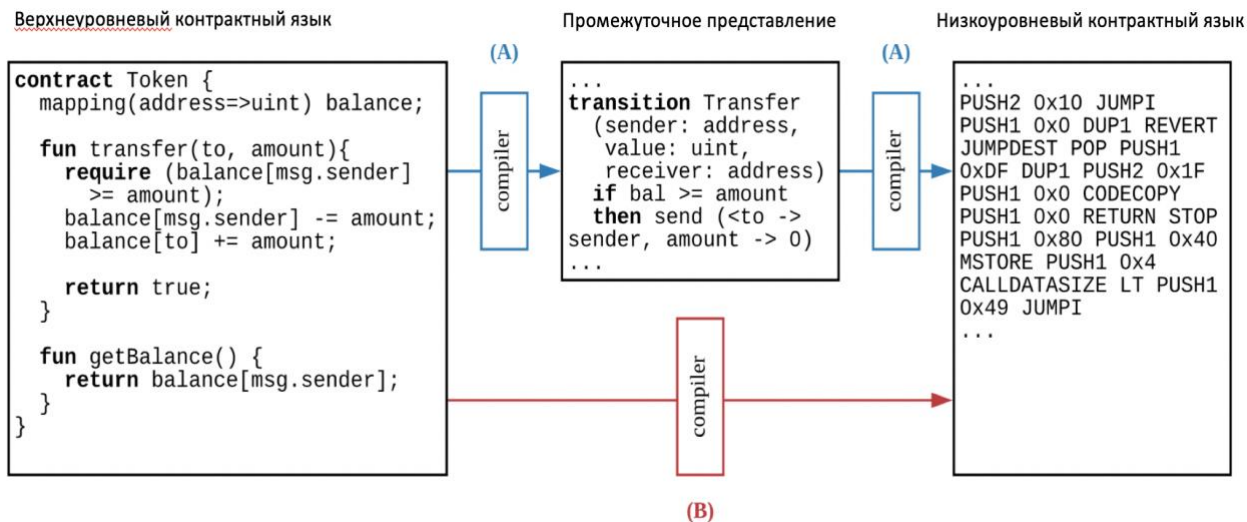 Верхнеуровневый контрактный язык
Промежуточное представление
Низкоуровневый контрактный язык
(A)
(A)
contract Token {
mapping(address=>uint) balance;
fun transfer(to, amount){
require (balance[msg.sender]
>= amount);
balance[msg.sender] -= amount;
balance[to] += amount;
return true;
}
fun getBalance() {
return balance[msg.sender];
}
}
compiler
...
transition Transfer
(sender: address,
value: uint,
receiver: address)
if bal >= amount
then send (<to ->
sender, amount -> 0)
...
compiler
...
PUSH2 0x10 JUMPI
PUSH1 0x0 DUP1 REVERT
JUMPDEST POP PUSH1
0xDF DUP1 PUSH2 0x1F
PUSH1 0x0 CODECOPY
PUSH1 0x0 RETURN STOP
PUSH1 0x80 PUSH1 0x40
MSTORE PUSH1 0x4
CALLDATASIZE LT PUSH1
0x49 JUMPI
...
compiler
(B)